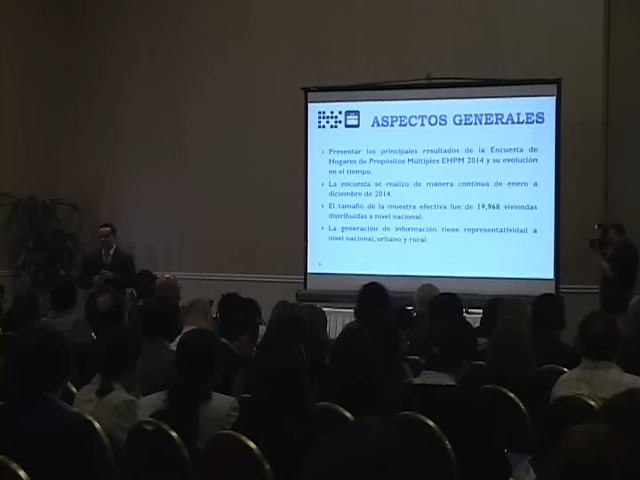 ASPECTOS GENERALES
Presentar los principales resultados de la Encuesta de
Hogares de Propósitos Múltiples EHPM 2014 y su evolución
en el tiempo.
La encuesta se realizo de manera continua de enero a
diciembre de 2014.
El tamaño de la muestra efectiva fue de 19,968 viviendas
distribuidas a nivel nacional.
La generación de información tiene representatividad a
nivel nacional, urbano y rural.